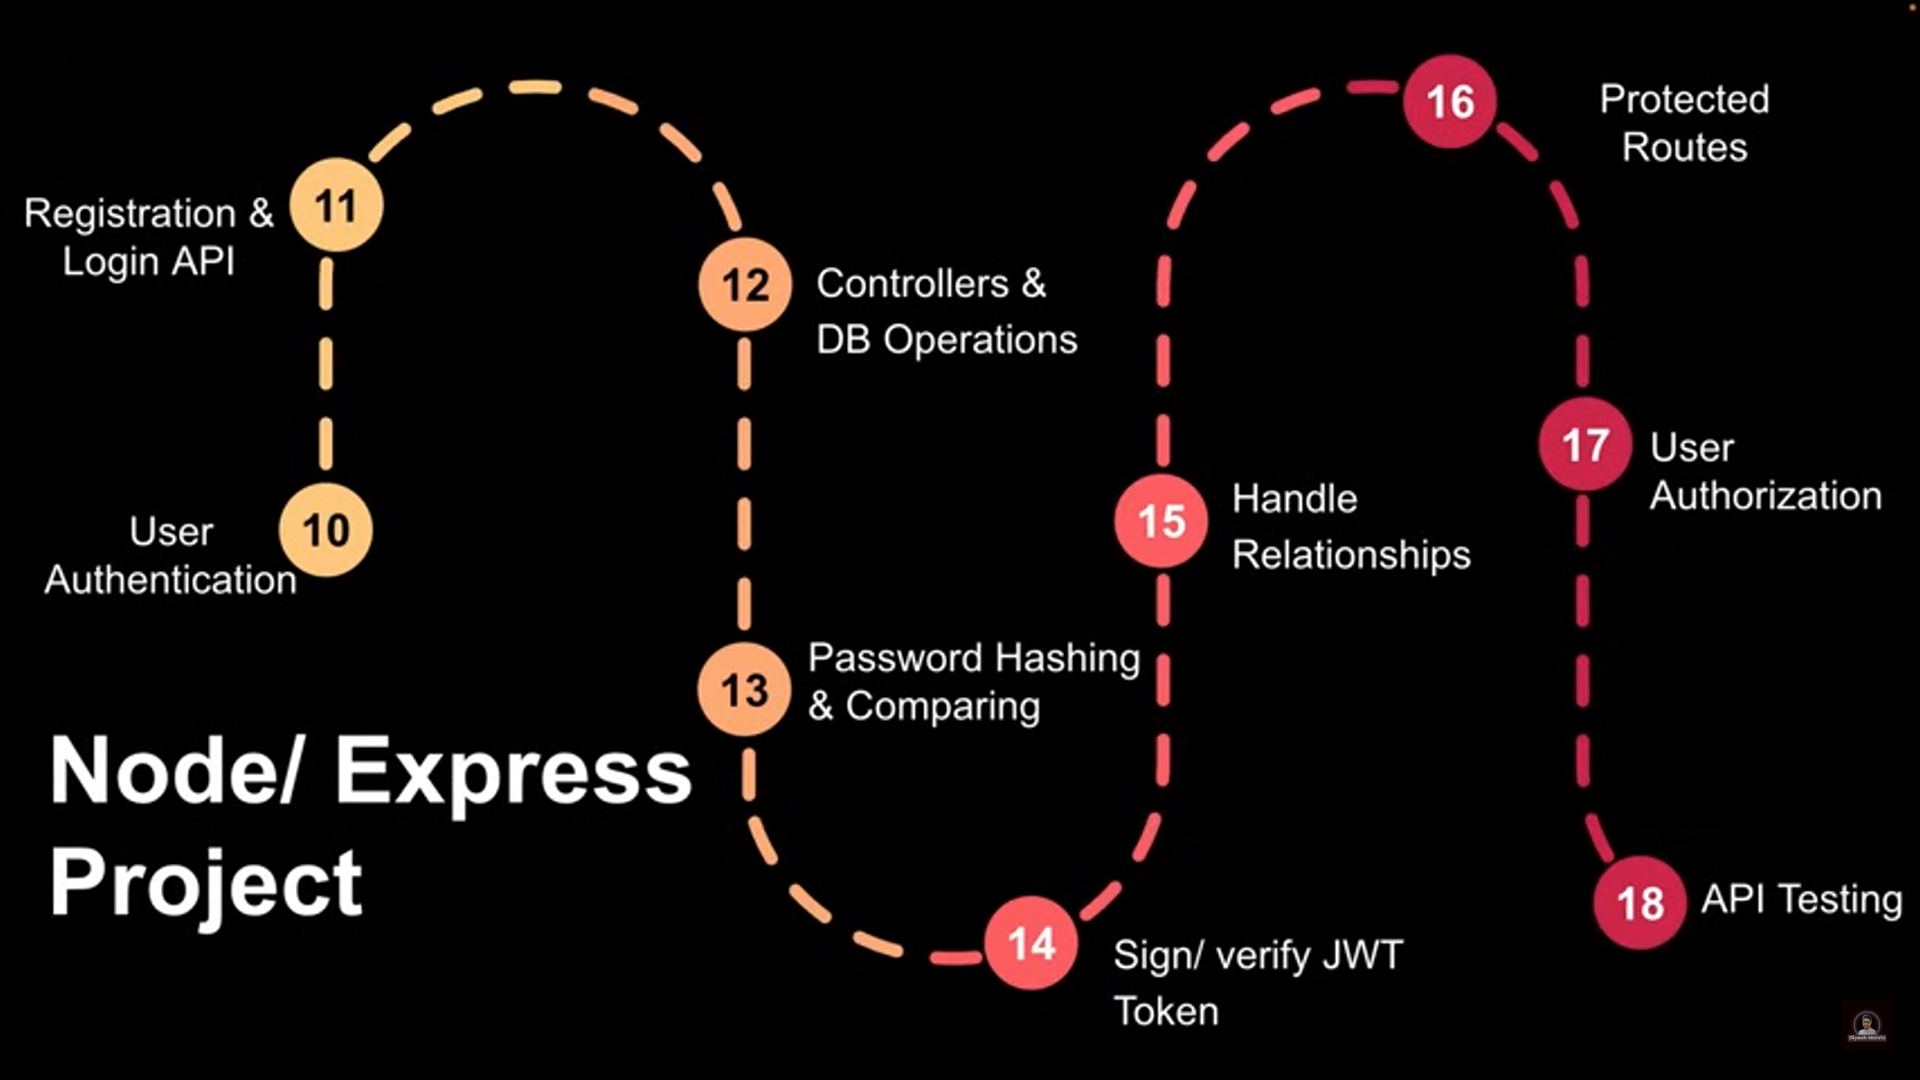 10
User
Authentication
11
Registration &
Login API
12
Controllers &
DB Operations
13
Password Hashing
& Comparing
14
Sign/ verify JWT
Token
15
Handle
Relationships
16
Protected
Routes
17
User
Authorization
18
API Testing
Node/ Express
Project